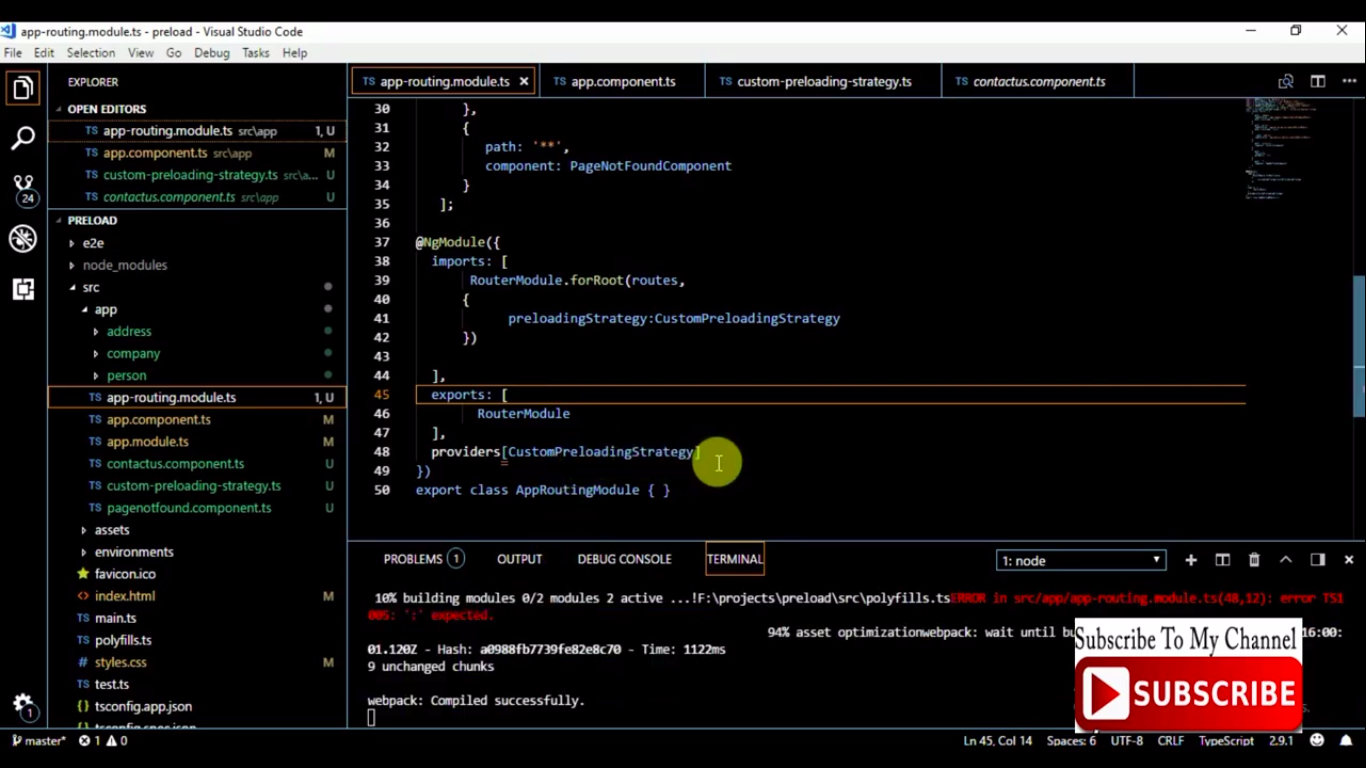 app-routing.module.ts - preload - Visual Studio Code
File Edit Selection View Go Debug Tasks Help
EXPLORER
OPEN EDITORS
TS app-routing.module.ts src\app 1, U
TS app.component.ts src\app M
TS custom-preloading-strategy.ts src\a... U
TS contactus.component.ts src\app U
PRELOAD
e2e
node_modules
src
app
address
company
person
TS app-routing.module.ts 1, U
TS app.component.ts M
TS app.module.ts M
TS contactus.component.ts U
TS custom-preloading-strategy.ts U
TS pagenotfound.component.ts U
assets
environments
favicon.ico
<> index.html M
TS main.ts
TS polyfills.ts
# styles.css M
TS test.ts
{} tsconfig.app.json
{} tsconfig.spec.json
24
1
TS app-routing.module.ts × TS app.component.ts TS custom-preloading-strategy.ts TS contactus.component.ts
30 },
31 {
32 path: '**',
33 component: PageNotFoundComponent
34 }
35 ];
36
37 @NgModule({
38 imports: [
39 RouterModule.forRoot(routes,
40 {
41 preloadingStrategy:CustomPreloadingStrategy
42 })
43
44 ],
45 exports: [
46 RouterModule
47 ],
48 providers[CustomPreloadingStrategy]
49 })
50 export class AppRoutingModule { }
PROBLEMS 1 OUTPUT DEBUG CONSOLE TERMINAL 1: node
10% building modules 0/2 modules 2 active ...!F:\projects\preload\src\polyfills.tsERROR in src/app/app-routing.module.ts(48,12): error TS1
005: ':' expected.
94% asset optimizationwebpack: wait until bu 16:00:
01.120Z - Hash: a0988fb7739fe82e8c70 - Time: 1122ms
9 unchanged chunks
webpack: Compiled successfully.
Subscribe To My Channel
SUBSCRIBE
master* 1 0 Ln 45, Col 14 Spaces: 6 UTF-8 CRLF TypeScript 2.9.1